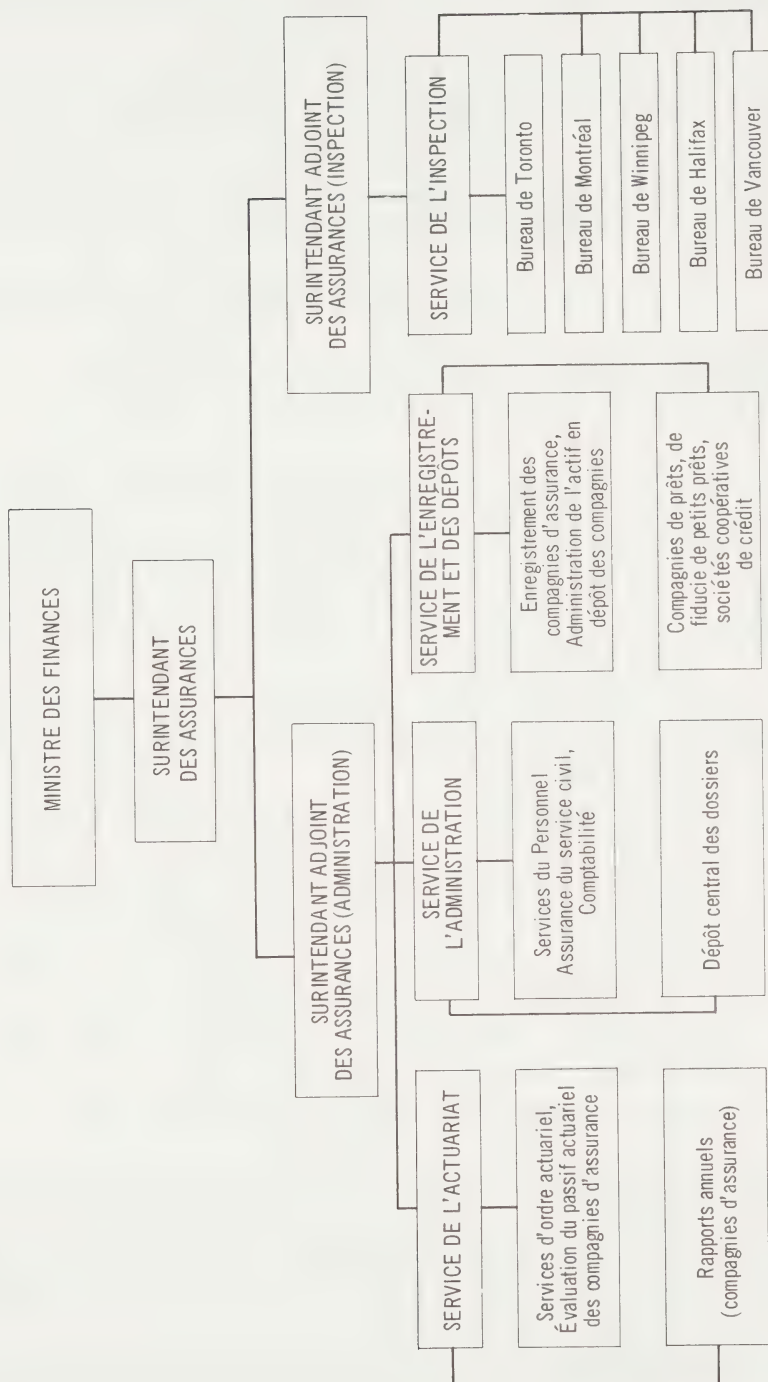 MINISTRE DES FINANCES
SURINTENDANT
DES ASSURANCES
SURINTENDANT ADJOINT
DES ASSURANCES (ADMINISTRATION)
SURINTENDANT ADJOINT
DES ASSURANCES (INSPECTION)
SERVICE DE L'ACTUARIAT
Services d'ordre actuariel,
Évaluation du passif actuariel
des compagnies d'assurance
Rapports annuels
(compagnies d'assurance)
SERVICE DE
L'ADMINISTRATION
Services du Personnel
Assurance du service civil,
Comptabilité
Dépôt central des dossiers
SERVICE DE L'ENREGISTRE-
MENT ET DES DÉPÔTS
Enregistrement des
compagnies d'assurance,
Administration de l'actif en
dépôt des compagnies
Compagnies de prêts, de
fiducie de petits prêts,
sociétés coopératives
de crédit
SERVICE DE L'INSPECTION
Bureau de Toronto
Bureau de Montréal
Bureau de Winnipeg
Bureau de Halifax
Bureau de Vancouver